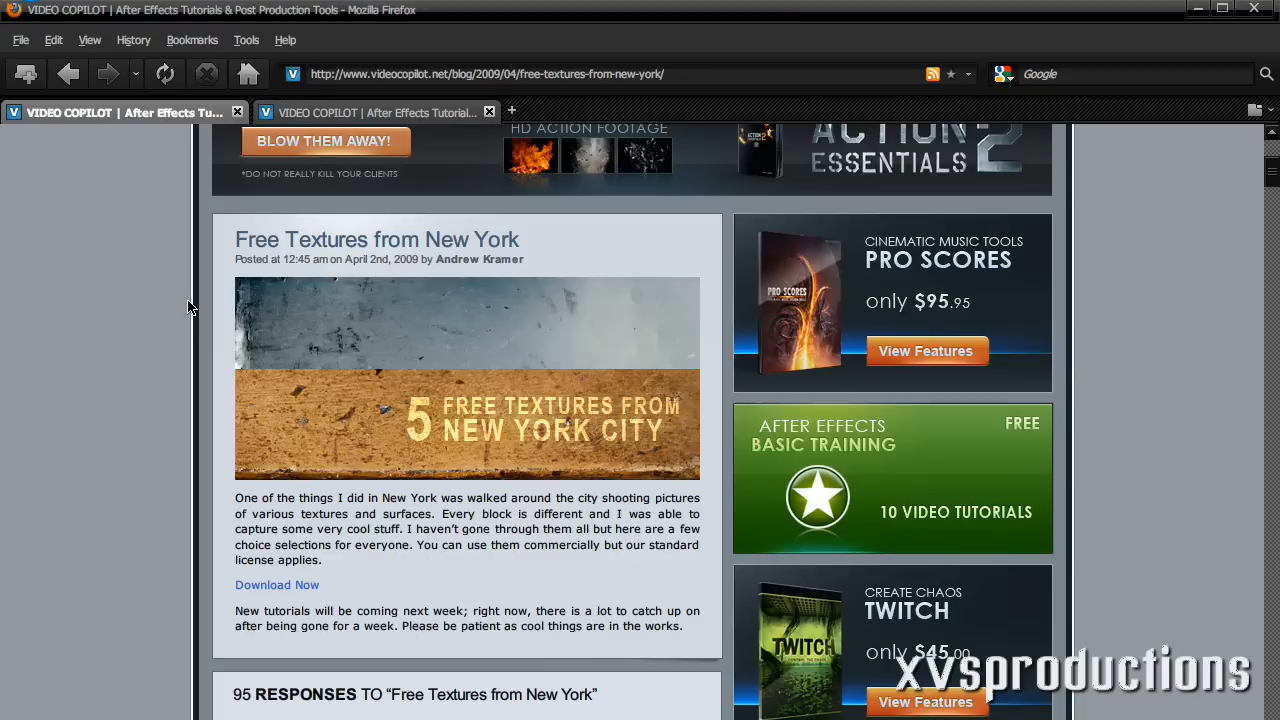 VIDEO COPILOT | After Effects Tutorials & Post Production Tools - Mozilla Firefox
File Edit View History Bookmarks Tools Help
http://www.videocopilot.net/blog/2009/04/free-textures-from-new-york/
Google
VIDEO COPILOT | After Effects Tu...
VIDEO COPILOT | After Effects Tutorial...
BLOW THEM AWAY!
*DO NOT REALLY KILL YOUR CLIENTS
HD ACTION FOOTAGE
ACTION
ESSENTIALS 2
Free Textures from New York
Posted at 12:45 am on April 2nd, 2009 by Andrew Kramer
5 FREE TEXTURES FROM
NEW YORK CITY
One of the things I did in New York was walked around the city shooting pictures
of various textures and surfaces. Every block is different and I was able to
capture some very cool stuff. I haven't gone through them all but here are a few
choice selections for everyone. You can use them commercially but our standard
license applies.
Download Now
New tutorials will be coming next week; right now, there is a lot to catch up on
after being gone for a week. Please be patient as cool things are in the works.
95 RESPONSES TO “Free Textures from New York”
PRO SCORES
CINEMATIC MUSIC TOOLS
PRO SCORES
only $95.95
View Features
AFTER EFFECTS
BASIC TRAINING
FREE
10 VIDEO TUTORIALS
TWITCH
CREATE CHAOS
TWITCH
only $45.00
View Features
xvsproductions